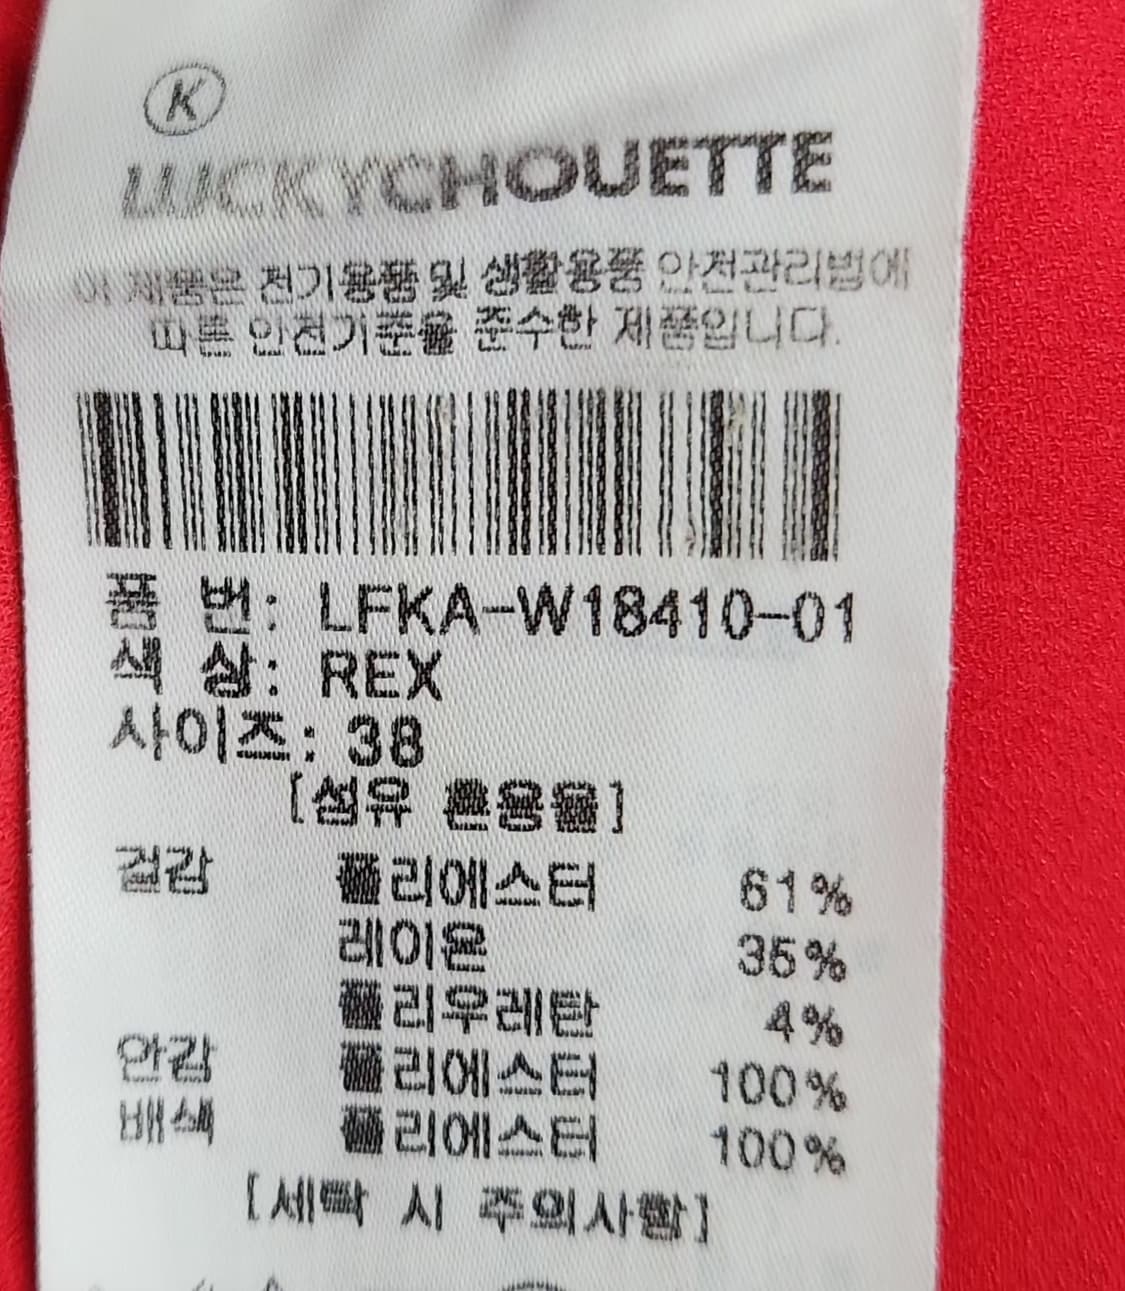 K
LUCKYCHOUETTE
이 제품은 전기용품 및 생활용품 안전관리법에
따른 안전기준을 준수한 제품입니다.
품 번: LFKA-W18410-01
색 상: REX
사이즈: 38
[섬유 혼용율]
겉감 폴리에스터 61%
레이온 35%
폴리우레탄 4%
안감 폴리에스터 100%
배색 폴리에스터 100%
[세탁 시 주의사항]